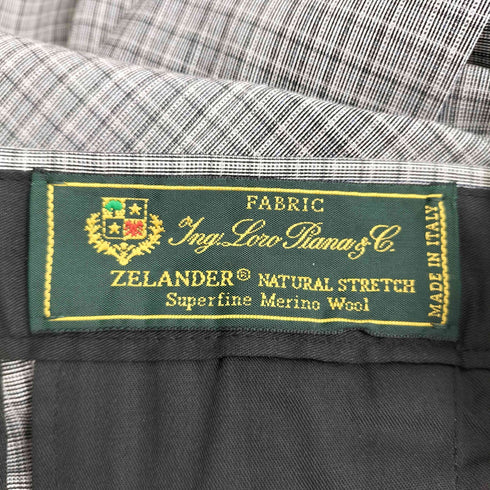 FABRIC
Ing. Loro Piana & C.
ZELANDER® NATURAL STRETCH
Superfine Merino Wool
MADE IN ITALY